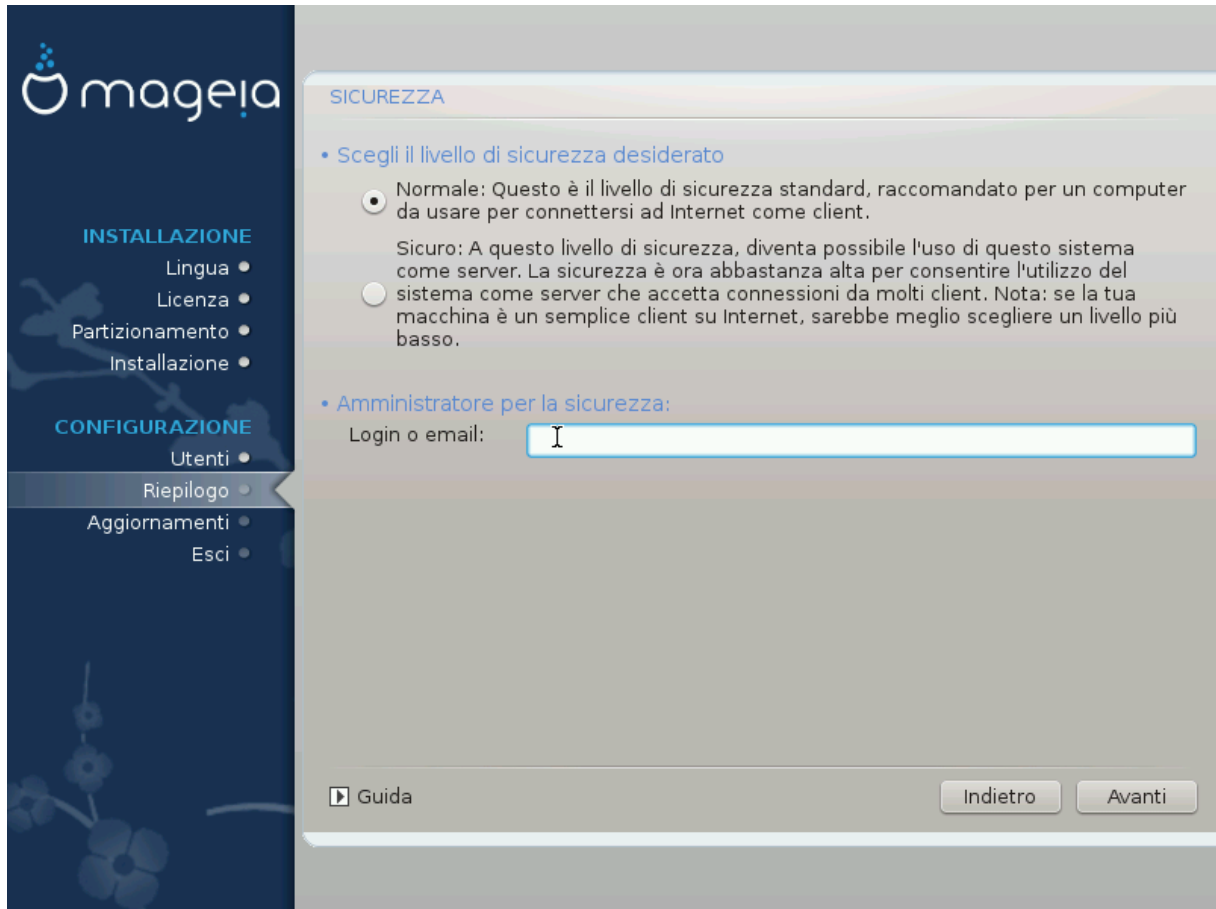 mageia
INSTALLAZIONE
Lingua
Licenza
Partizionamento
Installazione
CONFIGURAZIONE
Utenti
Riepilogo
Aggiornamenti
Esci
SICUREZZA
• Scegli il livello di sicurezza desiderato
Normale: Questo è il livello di sicurezza standard, raccomandato per un computer
da usare per connettersi ad Internet come client.
Sicuro: A questo livello di sicurezza, diventa possibile l'uso di questo sistema
come server. La sicurezza è ora abbastanza alta per consentire l'utilizzo del
sistema come server che accetta connessioni da molti client. Nota: se la tua
macchina è un semplice client su Internet, sarebbe meglio scegliere un livello più
basso.
• Amministratore per la sicurezza:
Login o email:
Guida
Indietro
Avanti